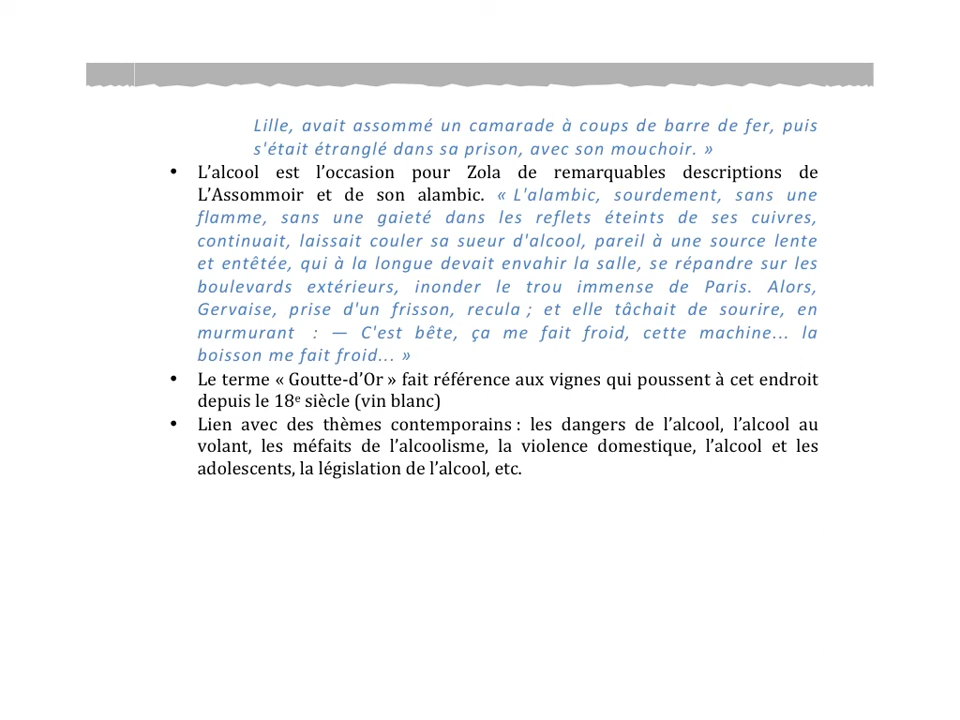 Lille, avait assommé un camarade à coups de barre de fer, puis
s'était étranglé dans sa prison, avec son mouchoir. »
• L’alcool est l’occasion pour Zola de remarquables descriptions de
L’Assommoir et de son alambic. « L'alambic, sourdement, sans une
flamme, sans une gaieté dans les reflets éteints de ses cuivres,
continuait, laissait couler sa sueur d'alcool, pareil à une source lente
et entêtée, qui à la longue devait envahir la salle, se répandre sur les
boulevards extérieurs, inonder le trou immense de Paris. Alors,
Gervaise, prise d'un frisson, recula ; et elle tâchait de sourire, en
murmurant : — C'est bête, ça me fait froid, cette machine... la
boisson me fait froid... »
• Le terme « Goutte-d’Or » fait référence aux vignes qui poussent à cet endroit
depuis le 18e siècle (vin blanc)
• Lien avec des thèmes contemporains : les dangers de l’alcool, l’alcool au
volant, les méfaits de l’alcoolisme, la violence domestique, l’alcool et les
adolescents, la législation de l’alcool, etc.